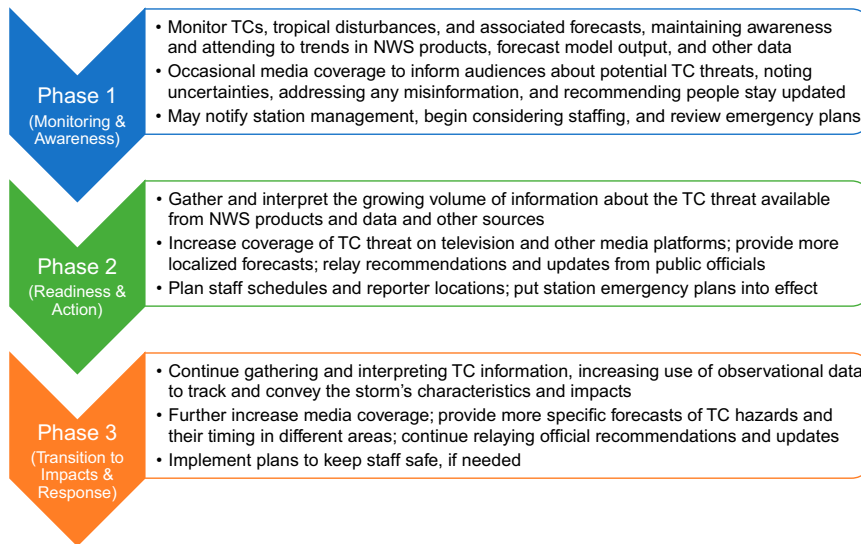 Phase 1
(Monitoring &
Awareness)
• Monitor TCs, tropical disturbances, and associated forecasts, maintaining awareness
and attending to trends in NWS products, forecast model output, and other data
• Occasional media coverage to inform audiences about potential TC threats, noting
uncertainties, addressing any misinformation, and recommending people stay updated
• May notify station management, begin considering staffing, and review emergency plans
Phase 2
(Readiness &
Action)
• Gather and interpret the growing volume of information about the TC threat available
from NWS products and data and other sources
• Increase coverage of TC threat on television and other media platforms; provide more
localized forecasts; relay recommendations and updates from public officials
• Plan staff schedules and reporter locations; put station emergency plans into effect
Phase 3
(Transition to
Impacts &
Response)
• Continue gathering and interpreting TC information, increasing use of observational data
to track and convey the storm’s characteristics and impacts
• Further increase media coverage; provide more specific forecasts of TC hazards and
their timing in different areas; continue relaying official recommendations and updates
• Implement plans to keep staff safe, if needed